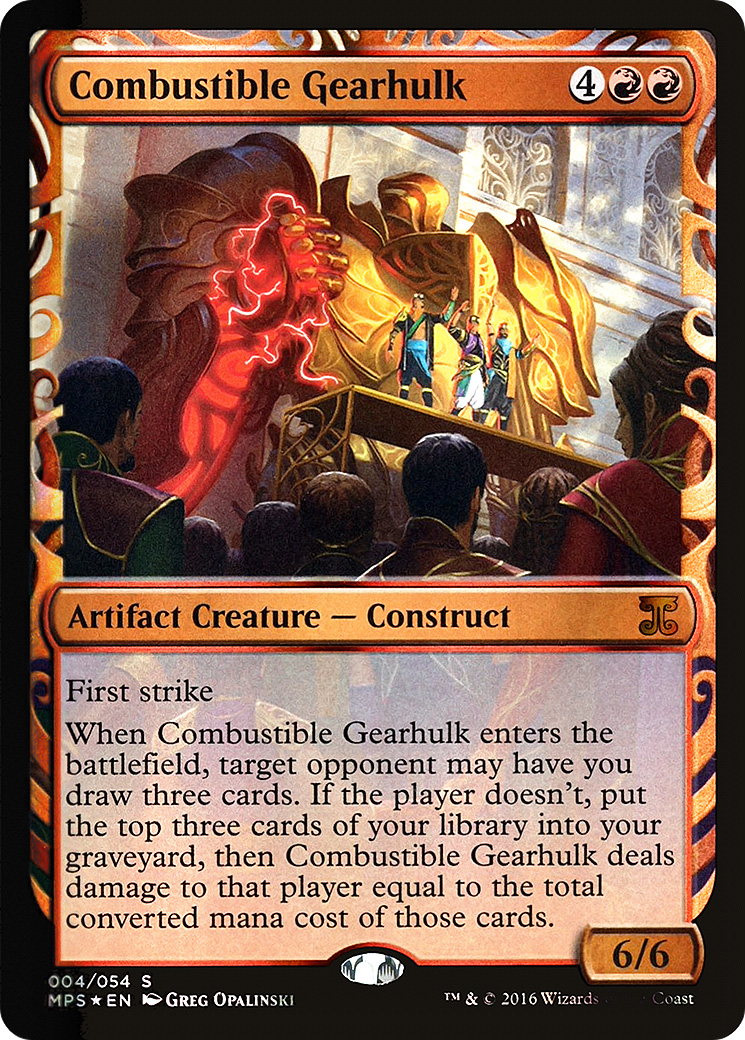 Combustible Gearhulk 4
Artifact Creature — Construct
First strike
When Combustible Gearhulk enters the
battlefield, target opponent may have you
draw three cards. If the player doesn't, put
the top three cards of your library into your
graveyard, then Combustible Gearhulk deals
damage to that player equal to the total
converted mana cost of those cards.
6/6
004/054 S
MPS★EN Greg Opalinski
™ & © 2016 Wizards Coast